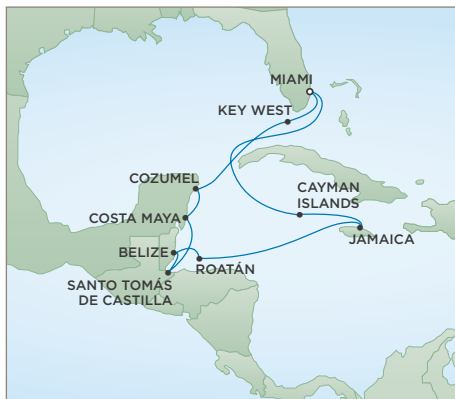 MIAMI
KEY WEST
COZUMEL
CAYMAN
ISLANDS
COSTA MAYA
JAMAICA
BELIZE
ROATÁN
SANTO TOMÁS
DE CASTILLA